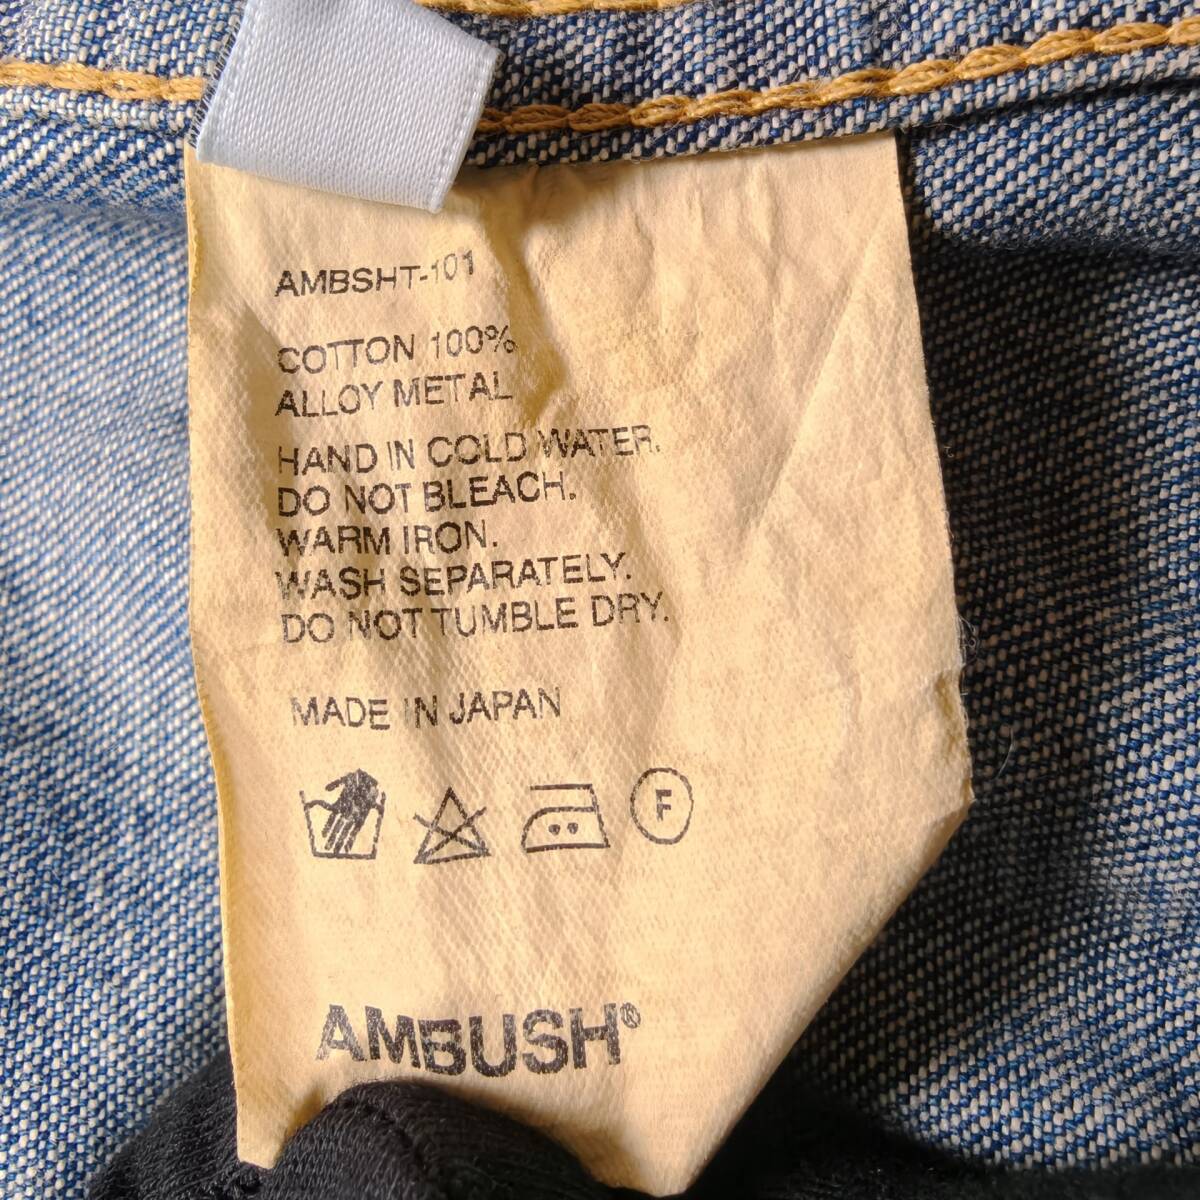 AMBSHT-101
COTTON 100%
ALLOY METAL
HAND IN COLD WATER.
DO NOT BLEACH.
WARM IRON.
WASH SEPARATELY.
DO NOT TUMBLE DRY.
MADE IN JAPAN
F
AMBUSH®